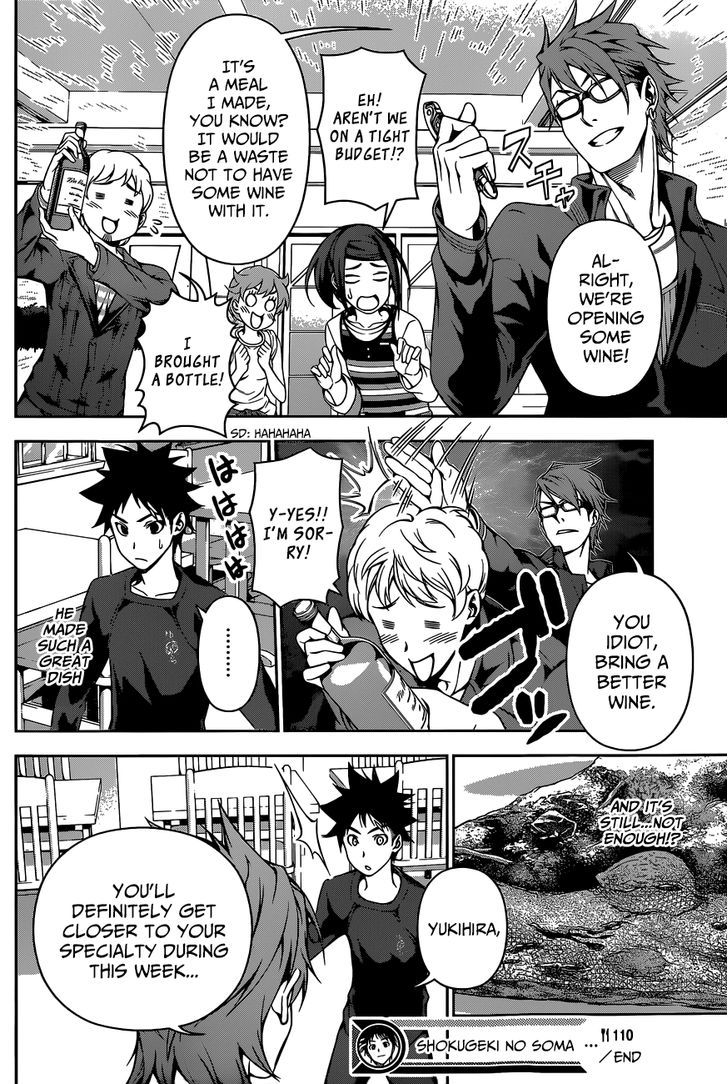 IT'S
A MEAL
I MADE,
YOU KNOW?
IT WOULD
BE A WASTE
NOT TO HAVE
SOME WINE
WITH IT.
EH!
AREN'T WE
ON A TIGHT
BUDGET!?
スチャ
AL-
RIGHT,
WE'RE
OPENING
SOME
WINE!
I
BROUGHT
A BOTTLE!
SD: HAHAHAHA
はははは
HE
MADE
SUCH A
GREAT
DISH
........
Y-YES!!
I'M SOR-
RY!
ブ
YOU
IDIOT,
BRING A
BETTER
WINE.
AND IT'S
STILL...NOT
ENOUGH!?
YUKIHIRA,
YOU'LL
DEFINITELY GET
CLOSER TO YOUR
SPECIALTY DURING
THIS WEEK...
SHOKUGEKI NO SOMA ... 110
/END